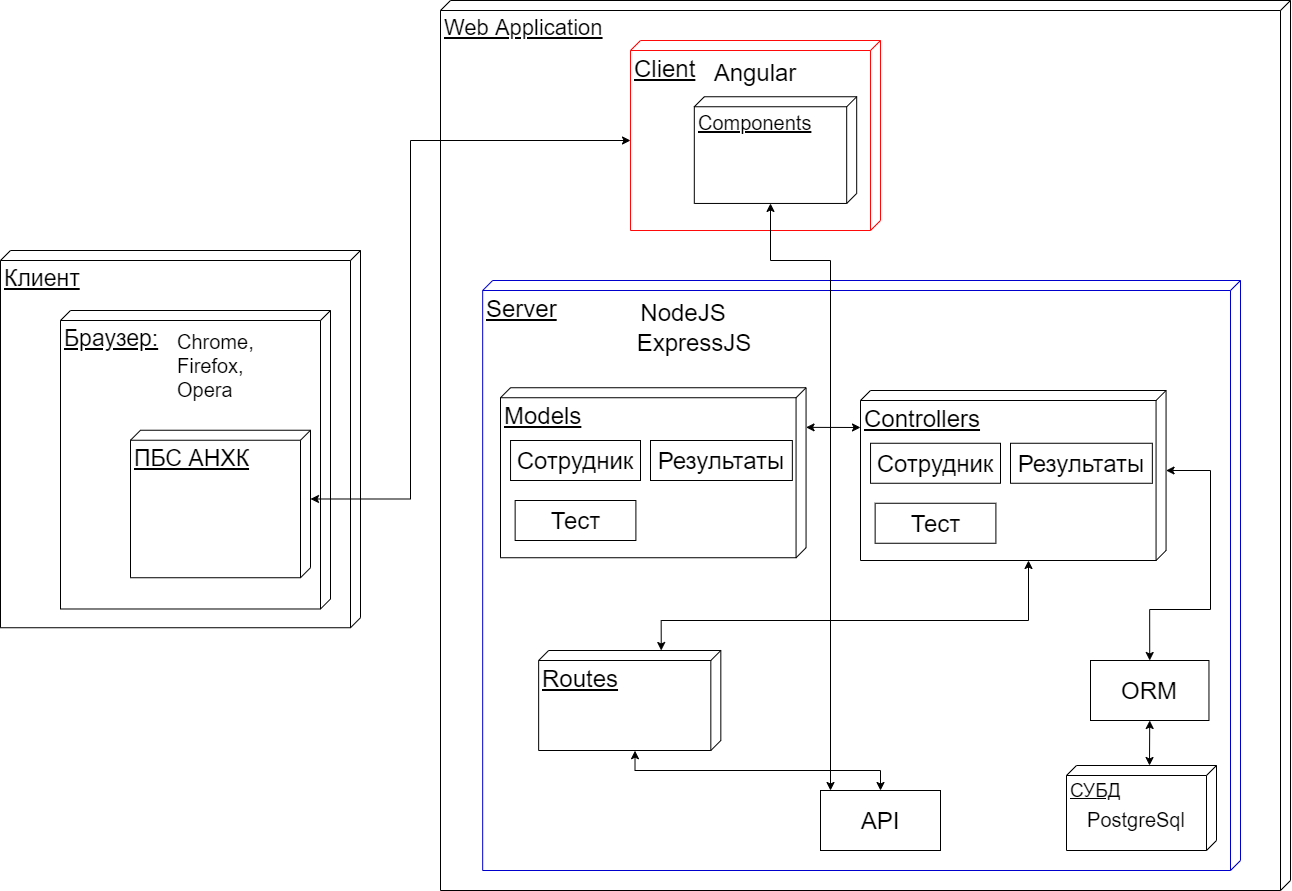 Web Application
Client Angular
Components
Клиент
Браузер: Chrome,
Firefox,
Opera
ПБС АНХК
Server NodeJS
ExpressJS
Models
Сотрудник Результаты
Тест
Controllers
Сотрудник Результаты
Тест
Routes
ORM
API
СУБД
PostgreSql